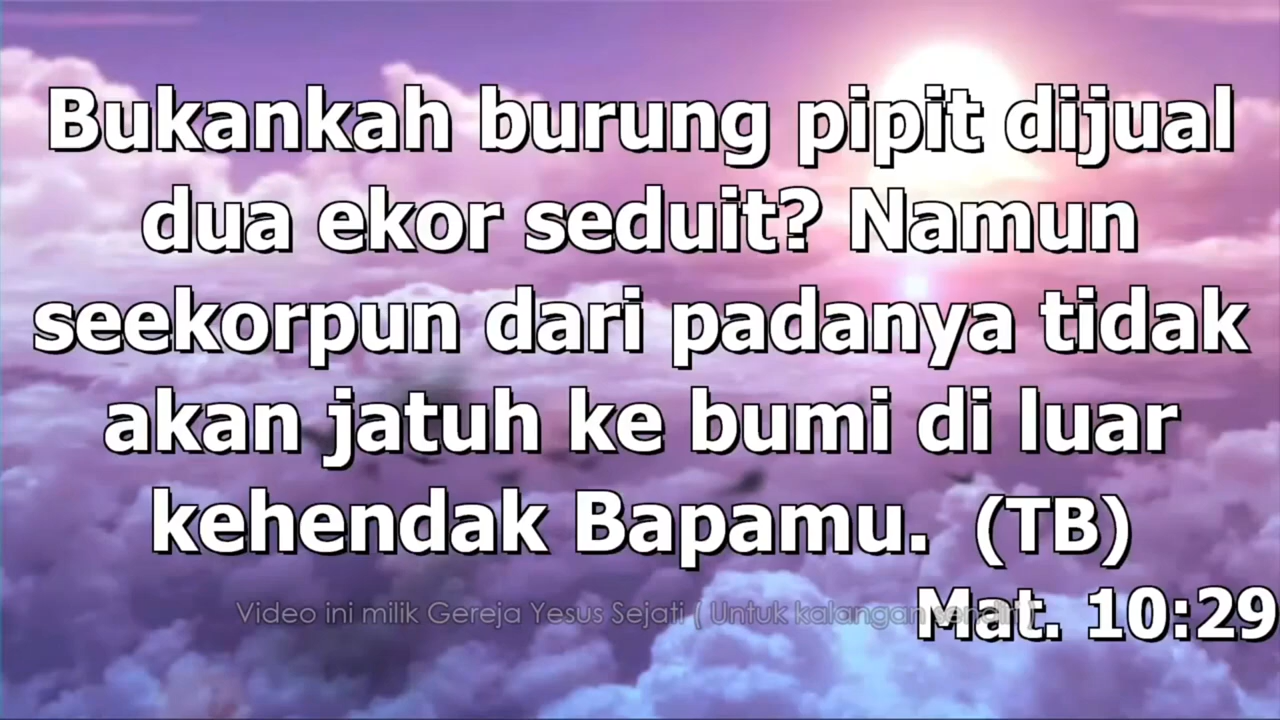 Bukankah burung pipit dijual
dua ekor seduit? Namun
seekorpun dari padanya tidak
akan jatuh ke bumi di luar
kehendak Bapamu. (TB)
Mat. 10:29
Video ini milik Gereja Yesus Sejati ( Untuk kalangan sendiri )